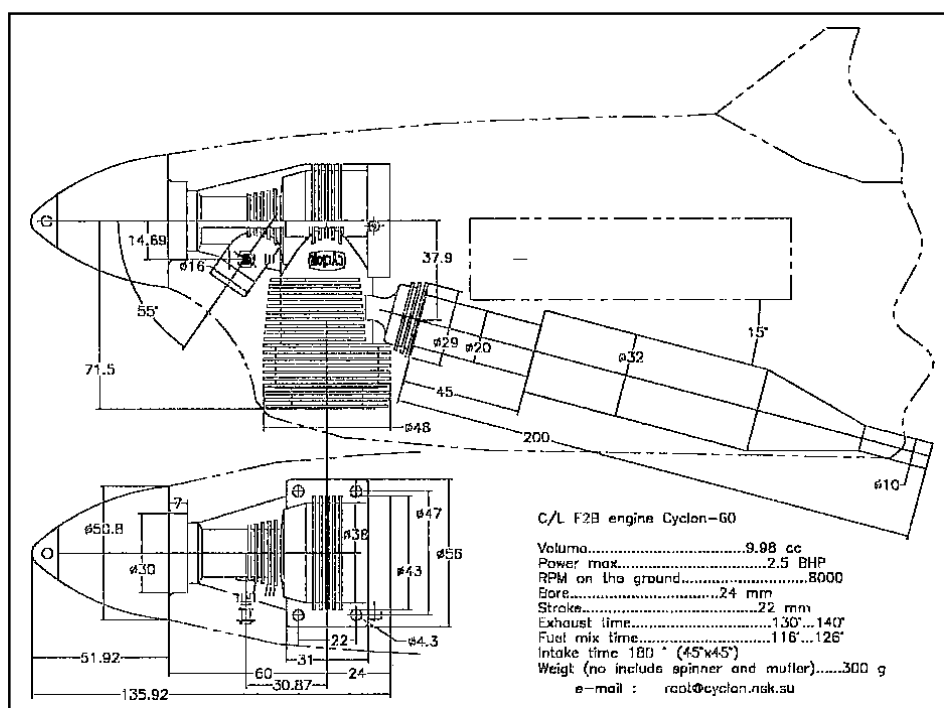 14.69
ø16
55°
71.5
CYCLON
37.9
ø29
ø20
ø32
15°
45
200
ø48
ø10
7
ø50.8
ø30
ø38
ø47
ø56
ø43
22
ø4.3
31
51.92
60
24
30.87
135.92
C/L F2B engine Cyclon-60
Volume....................9.98 cc
Power max....................2.5 BHP
RPM on the ground....................8000
Bore....................24 mm
Stroke....................22 mm
Exhaust time....................130°...140°
Fuel mix time....................116°...126°
Intake time 180 ° (45°x45°)
Weigt (no include spinner and mufler).....300 g
e-mail : root@cyclon.nsk.su